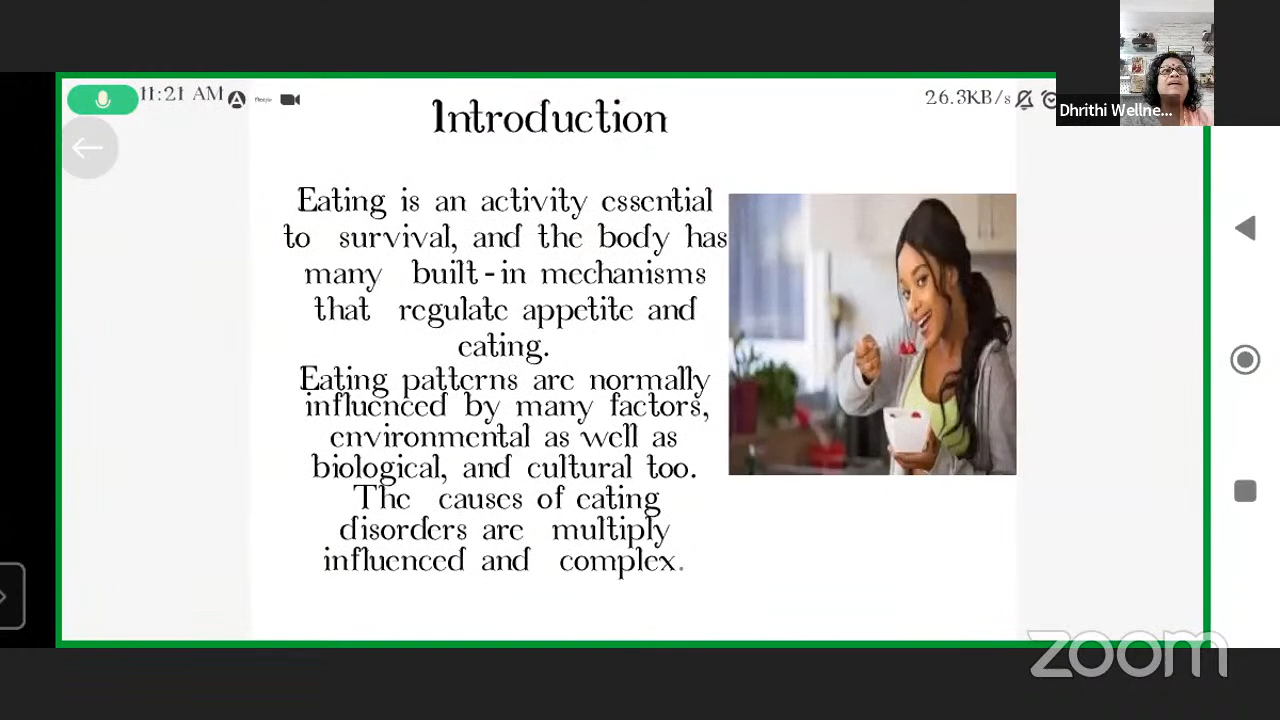 11:21 AM
26.3KB/s
Dhrithi Wellne...
Introduction
Eating is an activity essential
to survival, and the body has
many built-in mechanisms
that regulate appetite and
eating.
Eating patterns are normally
influenced by many factors,
environmental as well as
biological, and cultural too.
The causes of eating
disorders are multiply
influenced and complex.
zoom